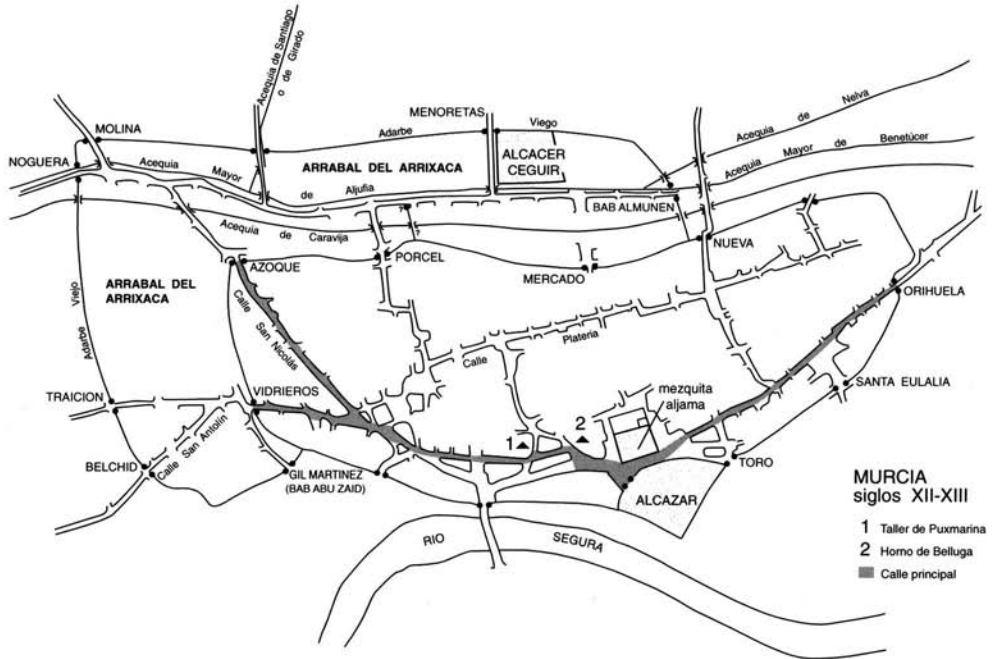 Acequia de Santiago
o de Girado
MOLINA
NOGUERA
Acequia
Mayor
de Aljufia
Adarbe
Viego
MENORETAS
ARRABAL DEL ARRIXACA
ALCACER
CEGUIR
Acequia de Nelva
Acequia Mayor de Benetúcer
BAB ALMUNEN
Acequia de Caravija
AZOQUE
PORCEL
MERCADO
NUEVA
ORIHUELA
ARRABAL DEL
ARRIXACA
Adarbe Viejo
Calle San Nicolás
Calle Plateria
SANTA EULALIA
TRAICION
VIDRIEROS
mezquita
aljama
1
2
BELCHID
Calle San Antolín
GIL MARTINEZ
(BAB ABU ZAID)
TORO
ALCAZAR
RIO SEGURA
MURCIA
siglos XII-XIII
1 Taller de Puxmarina
2 Horno de Belluga
Calle principal